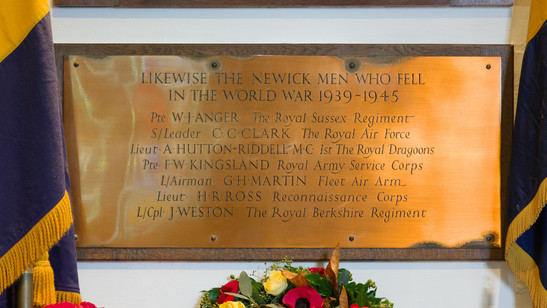 LIKEWISE THE NEWICK MEN WHO FELL
IN THE WORLD WAR 1939-1945
Pte W·J·ANGER The Royal Sussex Regiment
S/Leader C·C·CLARK The Royal Air Force
Lieut A·HUTTON-RIDDELL·M·C 1st The Royal Dragoons
Pte F·W·KINGSLAND Royal Army Service Corps
L/Airman G·H·MARTIN Fleet Air Arm
Lieut H·R·ROSS Reconnaissance Corps
L/Cpl J·WESTON The Royal Berkshire Regiment